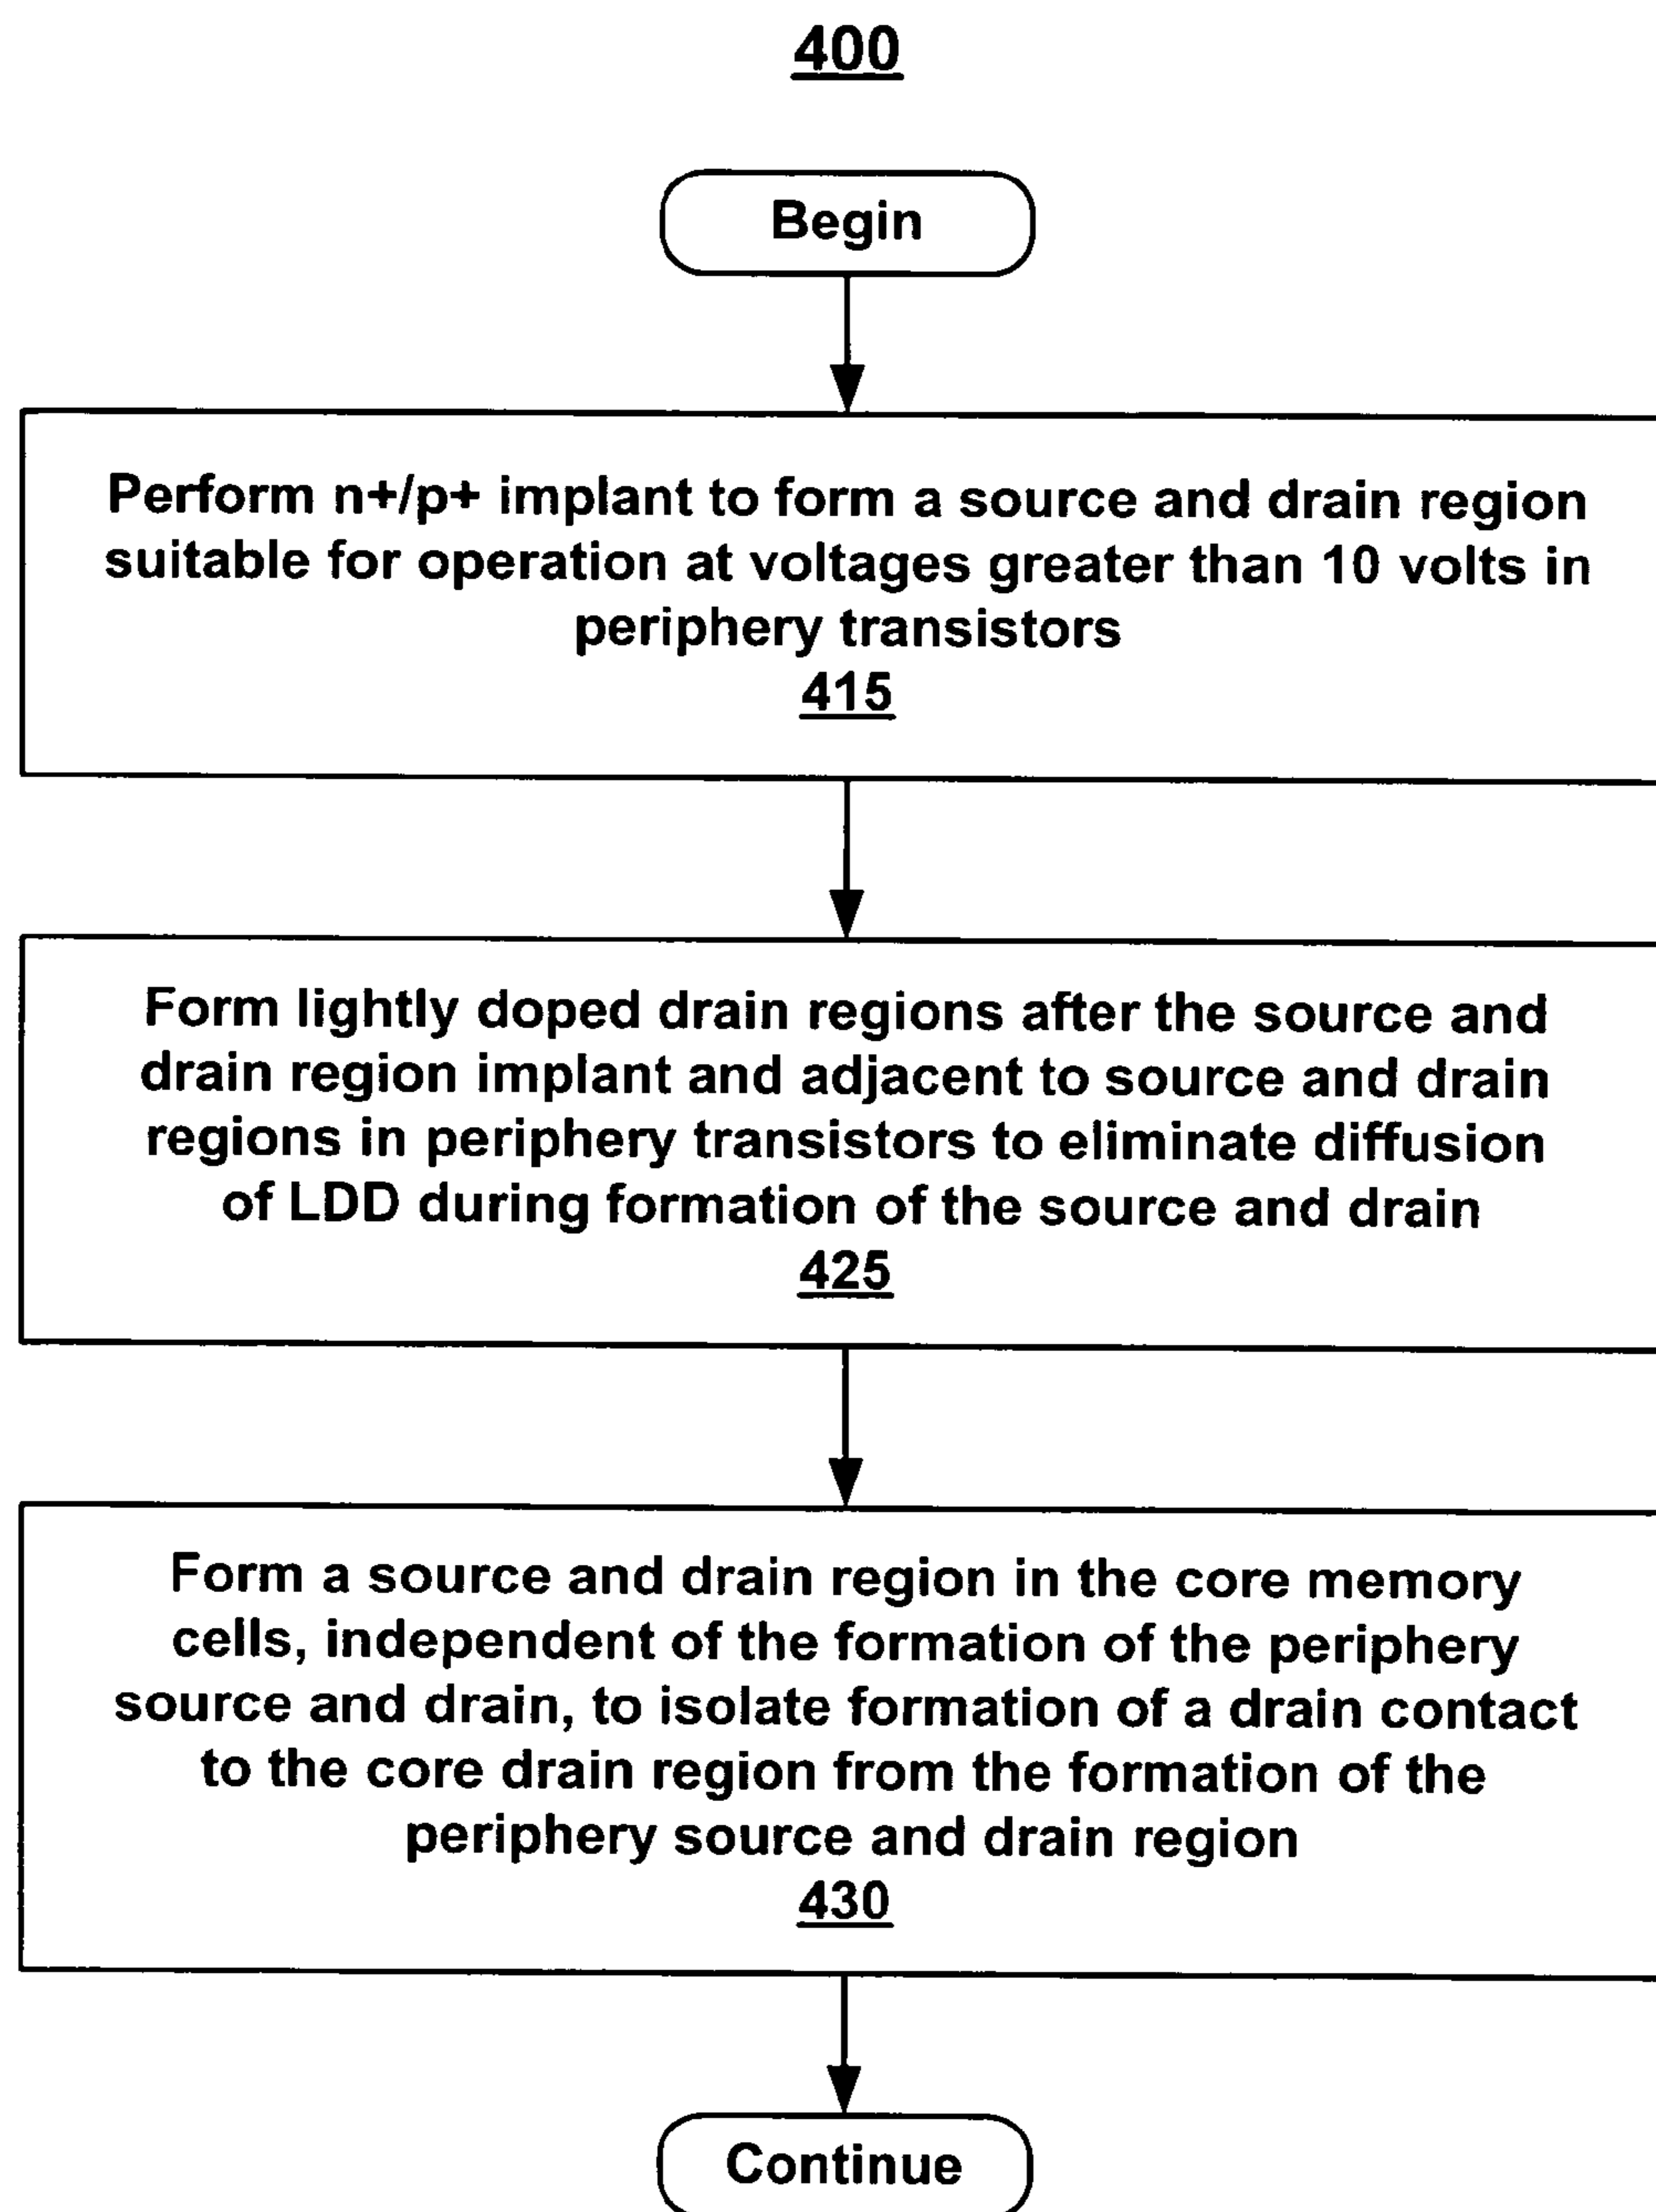 400
Begin
Perform n+/p+ implant to form a source and drain region
suitable for operation at voltages greater than 10 volts in
periphery transistors
415
Form lightly doped drain regions after the source and
drain region implant and adjacent to source and drain
regions in periphery transistors to eliminate diffusion
of LDD during formation of the source and drain
425
Form a source and drain region in the core memory
cells, independent of the formation of the periphery
source and drain, to isolate formation of a drain contact
to the core drain region from the formation of the
periphery source and drain region
430
Continue